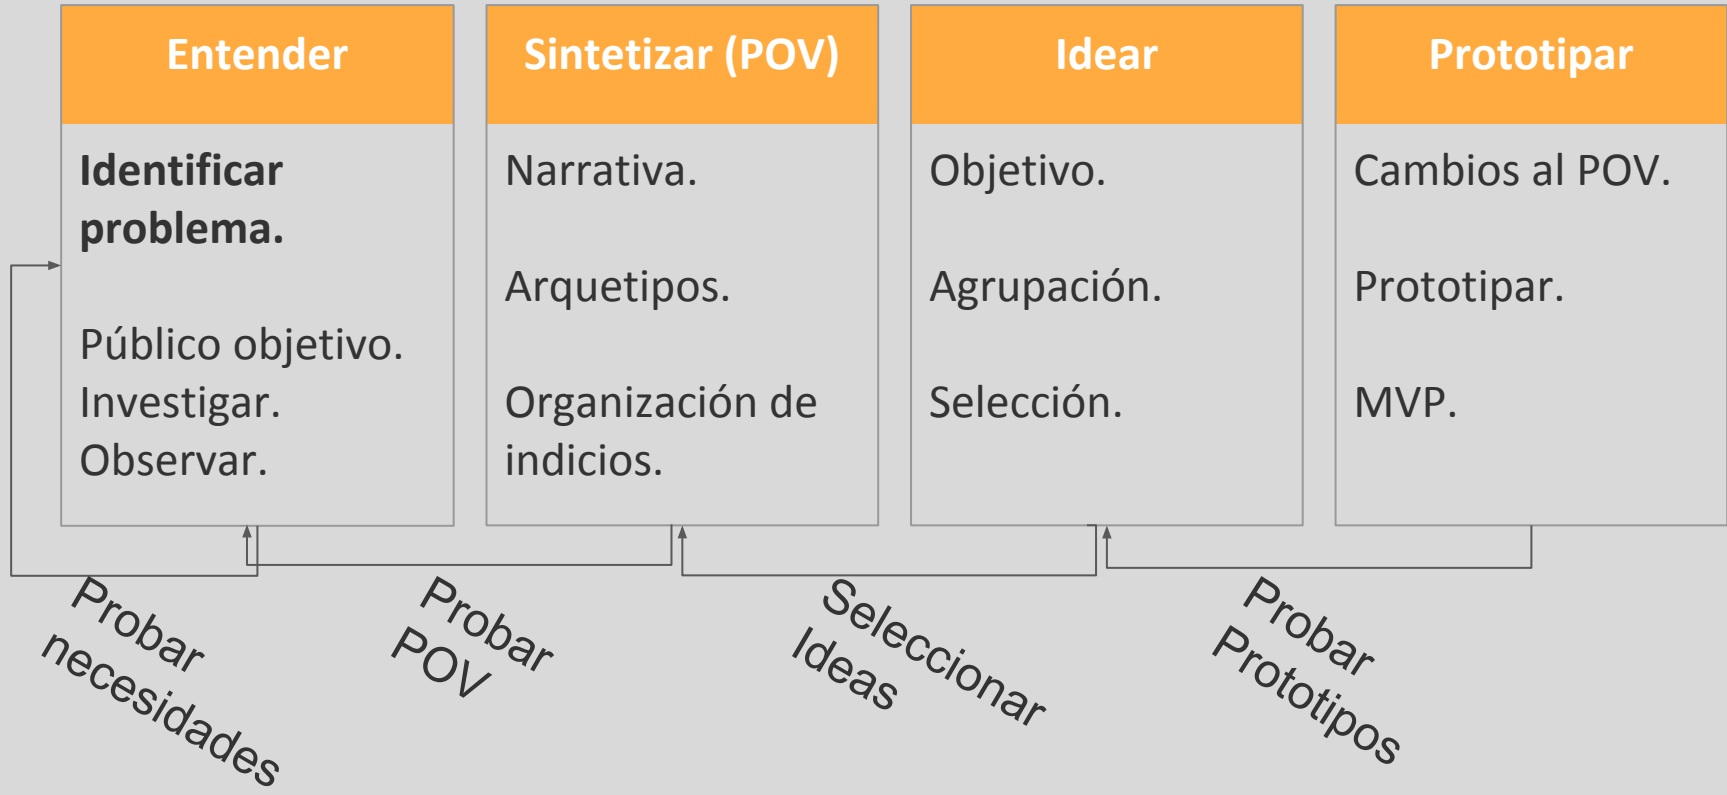 Entender
Identificar
problema.
Público objetivo.
Investigar.
Observar.
Sintetizar (POV)
Narrativa.
Arquetipos.
Organización de
indicios.
Idear
Objetivo.
Agrupación.
Selección.
Prototipar
Cambios al POV.
Prototipar.
MVP.
Probar
necesidades
Probar
POV
Seleccionar
Ideas
Probar
Prototipos